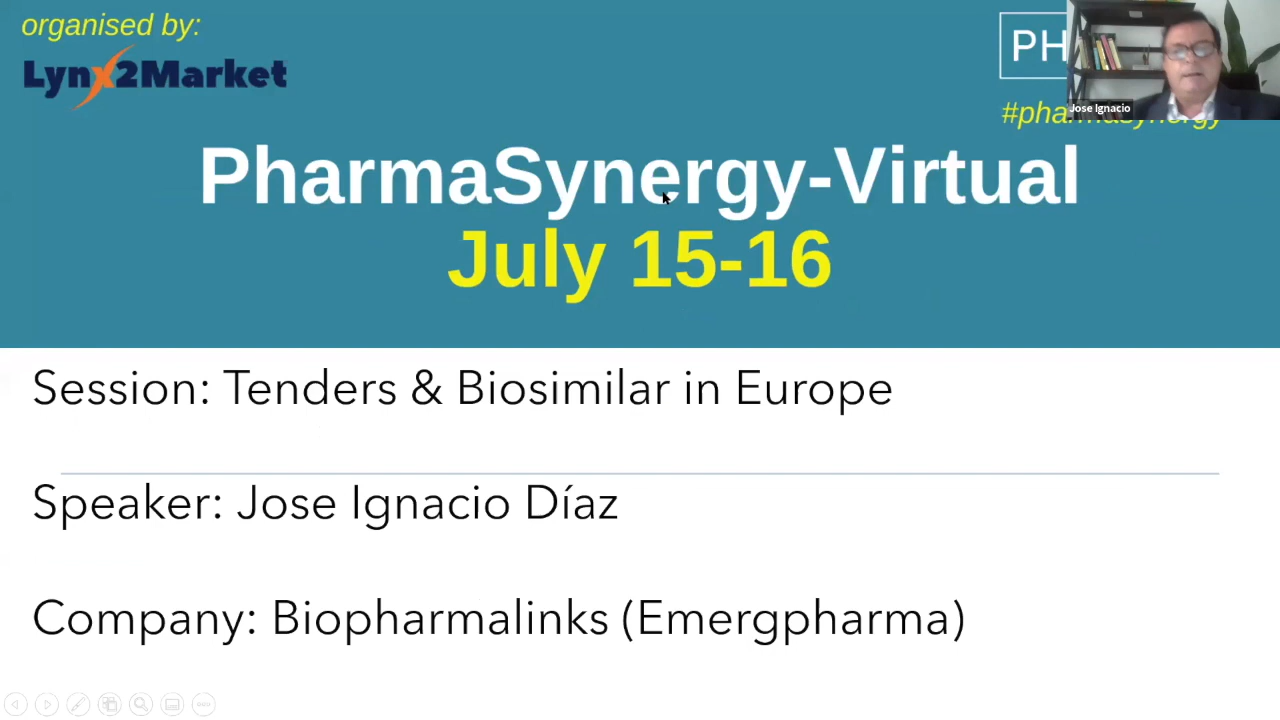 organised by:
Lynx2Market
PH
Jose Ignacio
#pharmasynergy
PharmaSynergy-Virtual
July 15-16
Session: Tenders & Biosimilar in Europe
Speaker: Jose Ignacio Díaz
Company: Biopharmalinks (Emergpharma)